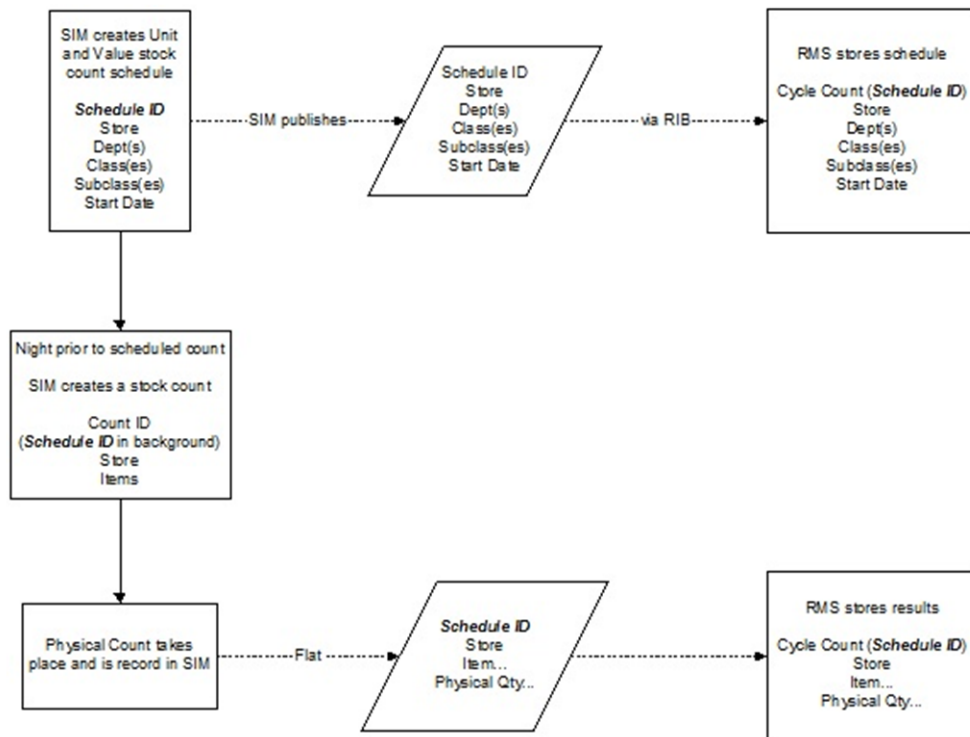 SIM creates Unit
and Value stock
count schedule
Schedule ID
Store
Dept(s)
Class(es)
Subclass(es)
Start Date
SIM publishes
Schedule ID
Store
Dept(s)
Class(es)
Subclass(es)
Start Date
via RIB
RMS stores schedule
Cycle Count (Schedule ID)
Store
Dept(s)
Class(es)
Subclass(es)
Start Date
Night prior to scheduled count
SIM creates a stock count
Count ID
(Schedule ID in background)
Store
Items
Physical Count takes
place and is record in SIM
Flat
Schedule ID
Store
Item...
Physical Qty...
RMS stores results
Cycle Count (Schedule ID)
Store
Item...
Physical Qty...